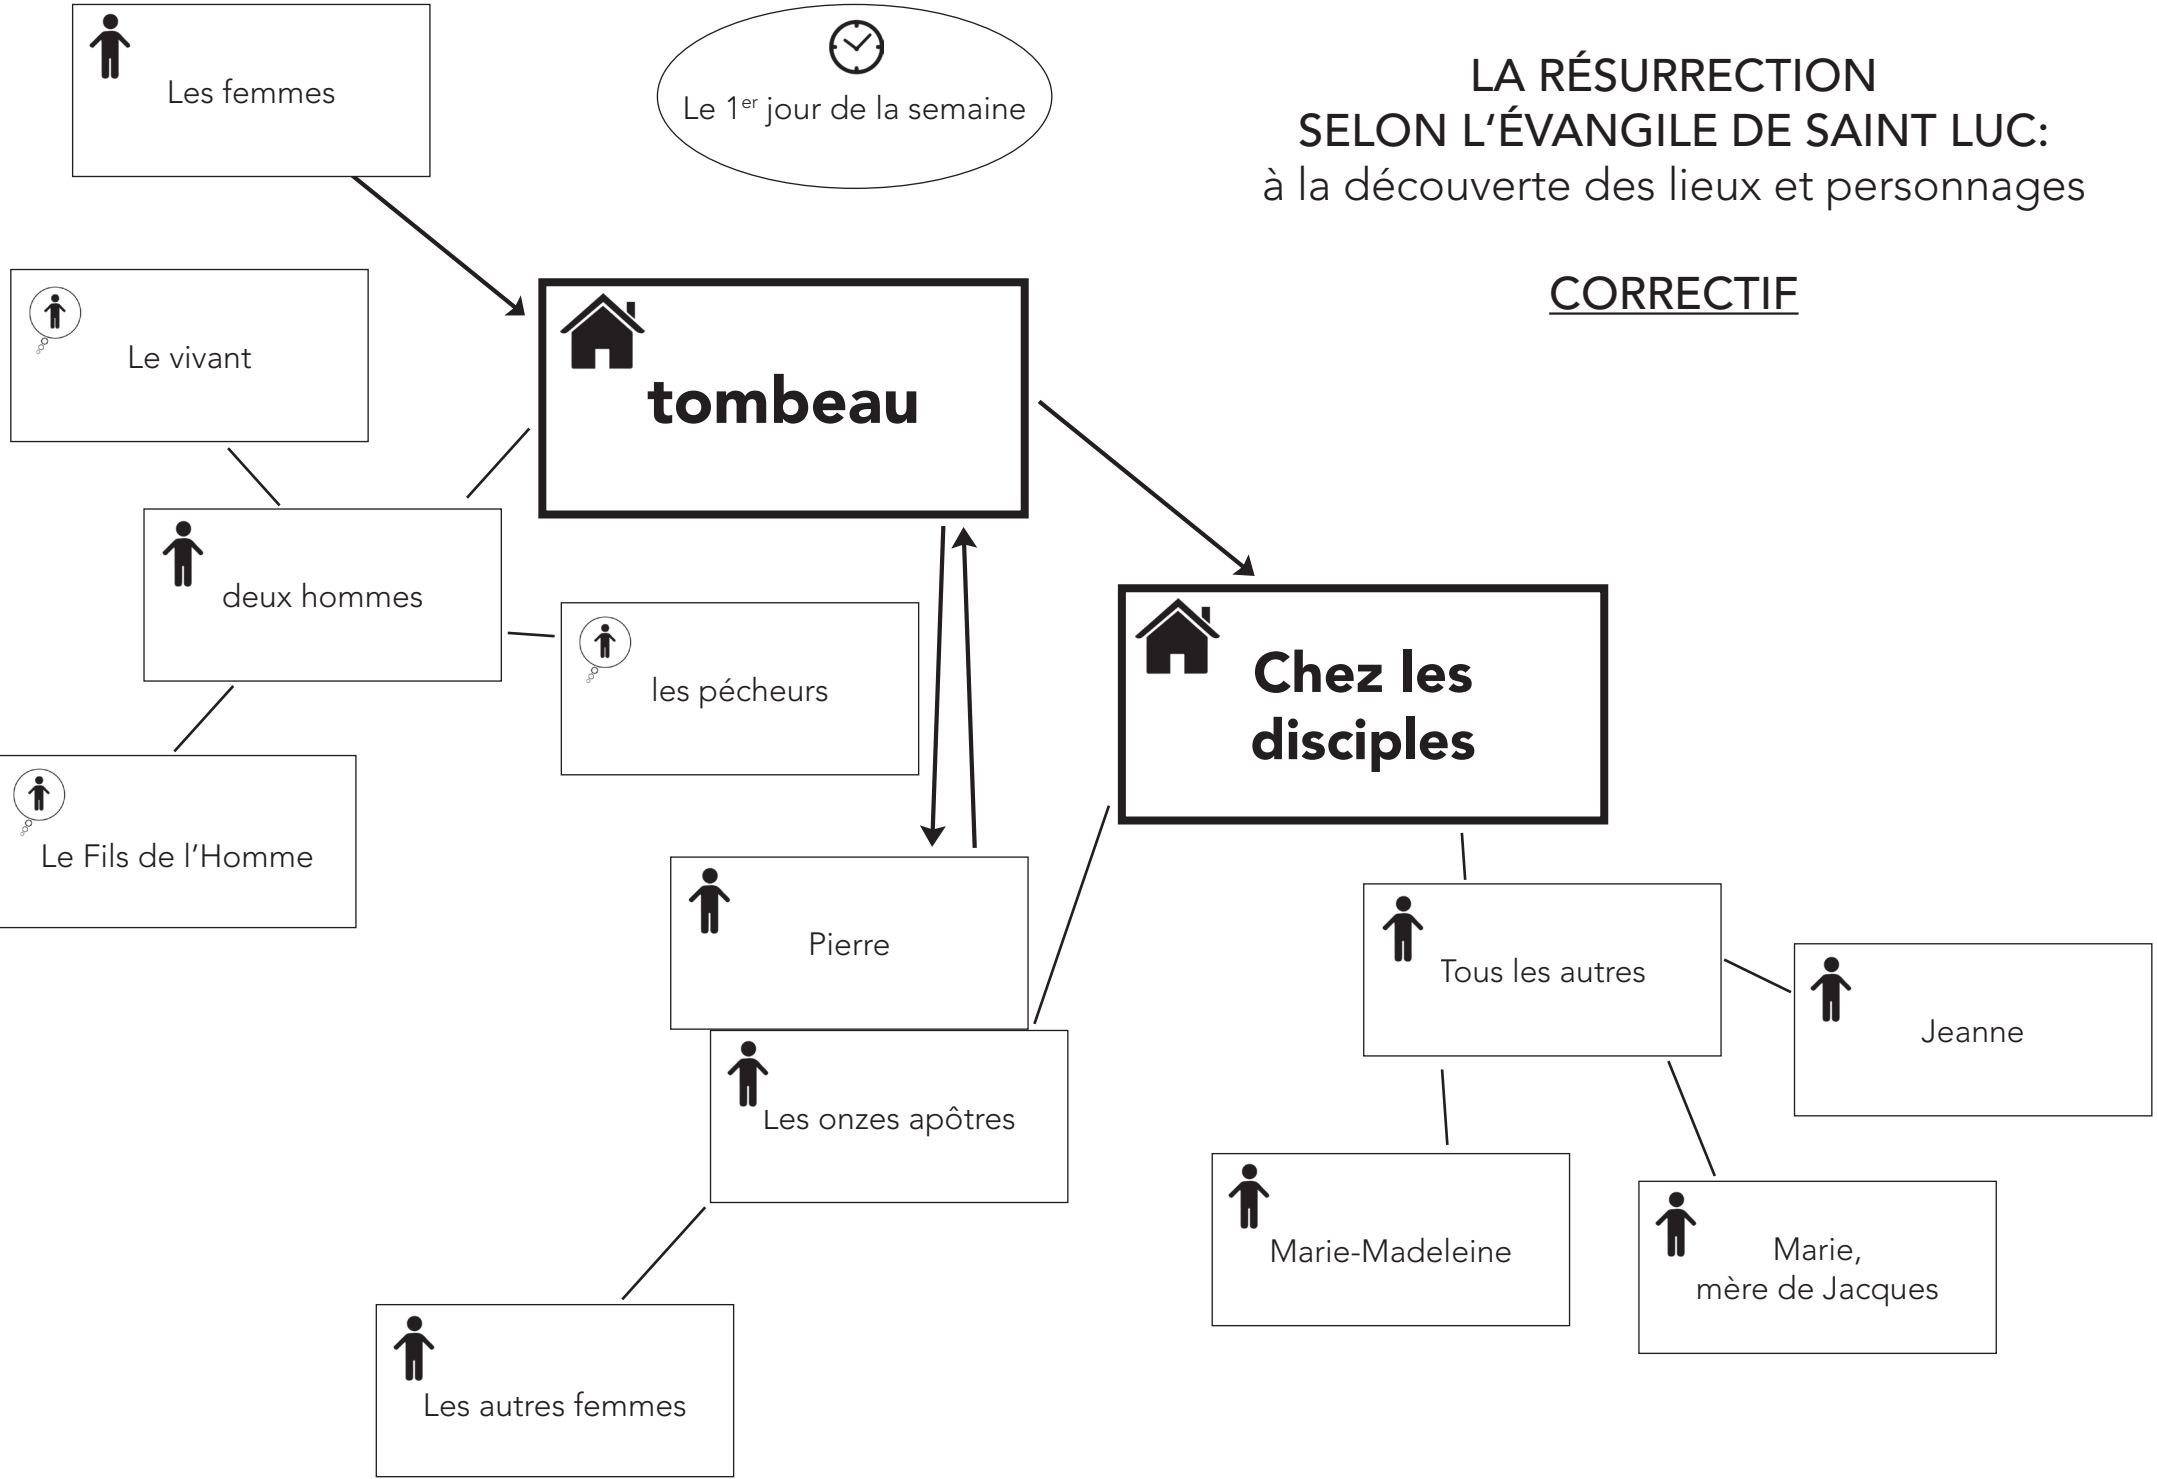 Les femmes
Le 1er jour de la semaine
LA RÉSURRECTION
SELON L'ÉVANGILE DE SAINT LUC:
à la découverte des lieux et personnages
CORRECTIF
Le vivant
tombeau
deux hommes
les pécheurs
Chez les
disciples
Le Fils de l'Homme
Pierre
Tous les autres
Jeanne
Les onzes apôtres
Marie-Madeleine
Marie,
mère de Jacques
Les autres femmes